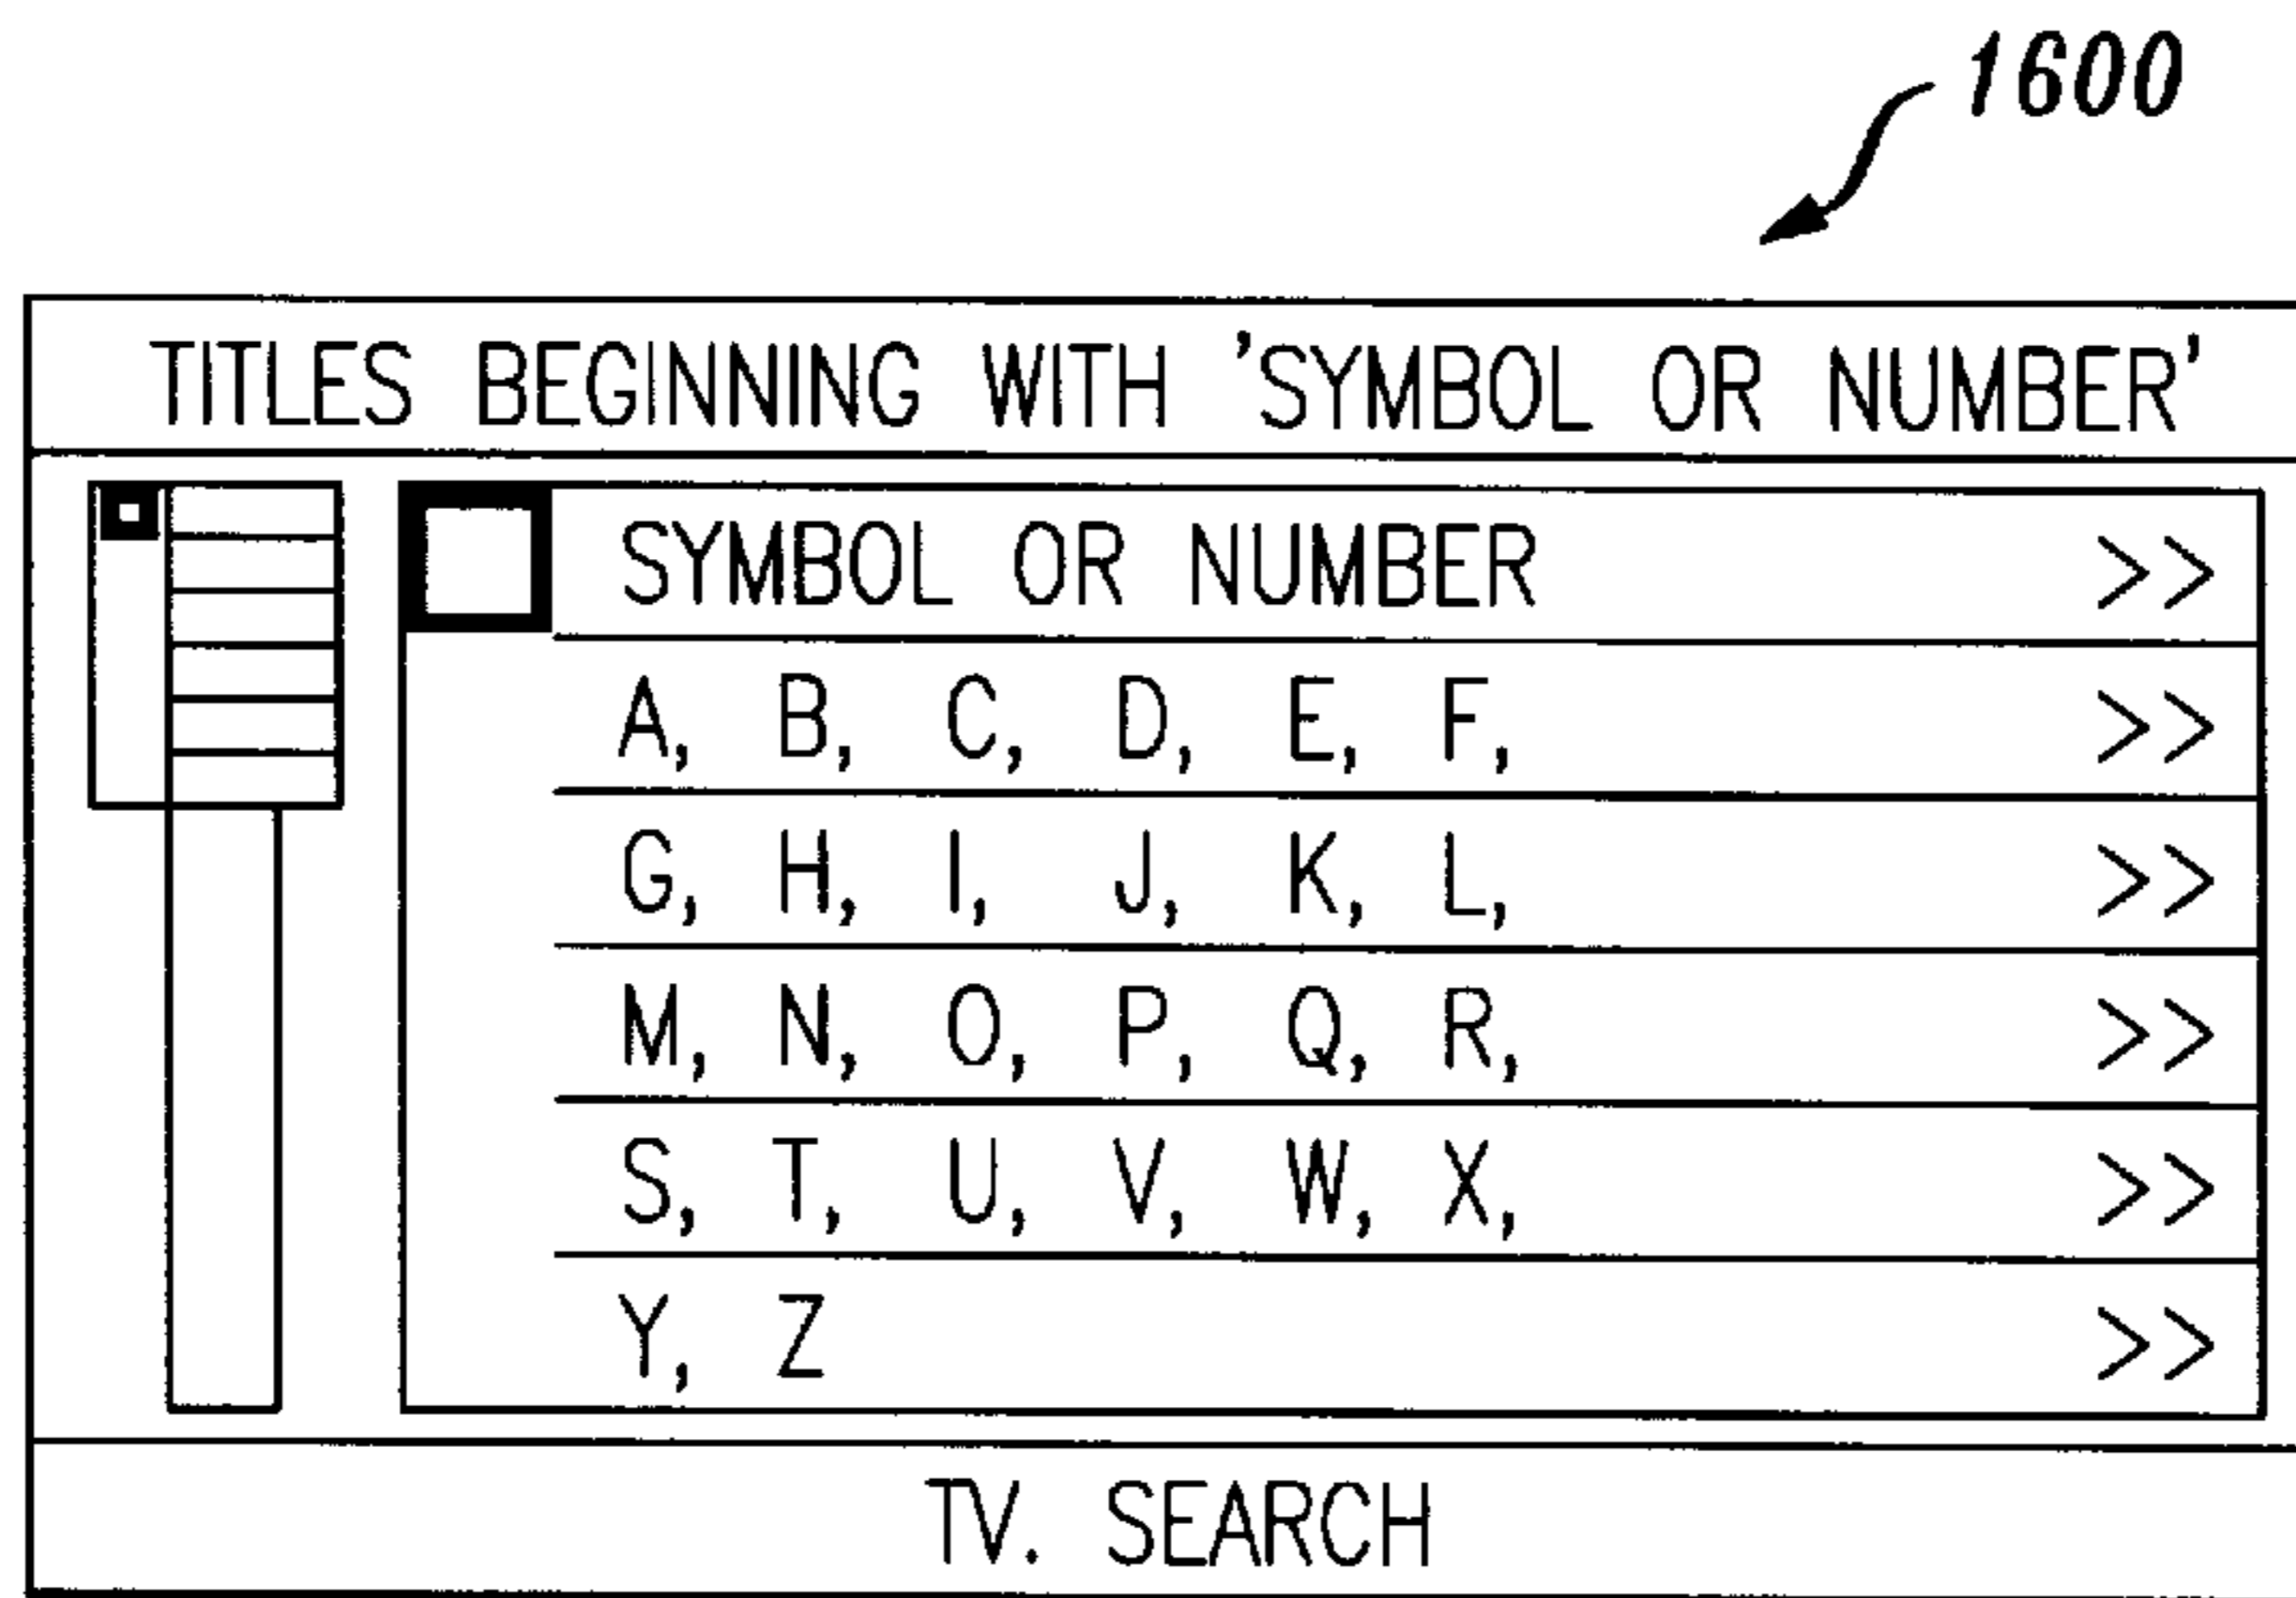 1600
TITLES BEGINNING WITH 'SYMBOL OR NUMBER'
SYMBOL OR NUMBER >>
A, B, C, D, E, F, >>
G, H, I, J, K, L, >>
M, N, O, P, Q, R, >>
S, T, U, V, W, X, >>
Y, Z >>
TV. SEARCH